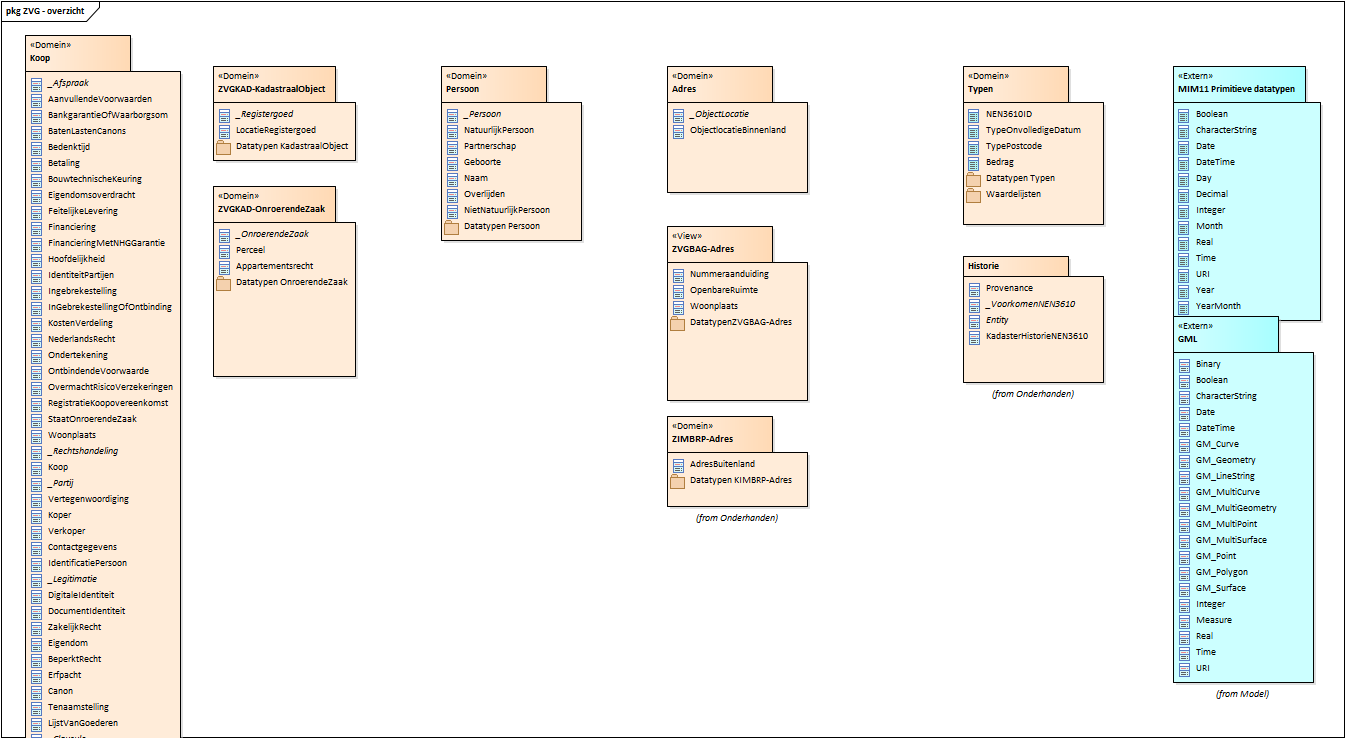 pkg ZVG - overzicht
«Domein»
Koop
_Afspraak
AanvullendeVoorwaarden
BankgarantieOfWaarborgsom
BatenLastenCanons
Bedenktijd
Betaling
BouwtechnischeKeuring
Eigendomsoverdracht
FeitelijkeLevering
Financiering
FinancieringMetNHGGarantie
Hoofdelijkheid
IdentiteitPartijen
Ingebrekestelling
InGebrekestellingOfOntbinding
KostenVerdeling
NederlandsRecht
Ondertekening
OntbindendeVoorwaarde
OvermachtRisicoVerzekeringen
RegistratieKoopovereenkomst
StaatOnroerendeZaak
Woonplaats
_Rechtshandeling
Koop
_Partij
Vertegenwoordiging
Koper
Verkoper
Contactgegevens
IdentificatiePersoon
_Legitimatie
DigitaleIdentiteit
DocumentIdentiteit
ZakelijkRecht
Eigendom
BeperktRecht
Erfpacht
Canon
Tenaamstelling
LijstVanGoederen
_Clausule
«Domein»
ZVGKAD-KadastraalObject
_Registergoed
LocatieRegistergoed
Datatypen KadastraalObject
«Domein»
ZVGKAD-OnroerendeZaak
_OnroerendeZaak
Perceel
Appartementsrecht
Datatypen OnroerendeZaak
«Domein»
Persoon
_Persoon
NatuurlijkPersoon
Partnerschap
Geboorte
Naam
Overlijden
NietNatuurlijkPersoon
Datatypen Persoon
«Domein»
Adres
_ObjectLocatie
ObjectlocatieBinnenland
«View»
ZVGBAG-Adres
Nummeraanduiding
OpenbareRuimte
Woonplaats
DatatypenZVGBAG-Adres
«Domein»
ZIMBRP-Adres
AdresBuitenland
Datatypen KIMBRP-Adres
(from Onderhanden)
«Domein»
Typen
NEN3610ID
TypeOnvolledigeDatum
TypePostcode
Bedrag
Datatypen Typen
Waardelijsten
Historie
Provenance
_VoorkomenNEN3610
Entity
KadasterHistorieNEN3610
(from Onderhanden)
«Extern»
MIM11 Primitieve datatypen
Boolean
CharacterString
Date
DateTime
Day
Decimal
Integer
Month
Real
Time
URI
Year
YearMonth
«Extern»
GML
Binary
Boolean
CharacterString
Date
DateTime
GM_Curve
GM_Geometry
GM_LineString
GM_MultiCurve
GM_MultiGeometry
GM_MultiPoint
GM_MultiSurface
GM_Point
GM_Polygon
GM_Surface
Integer
Measure
Real
Time
URI
(from Model)